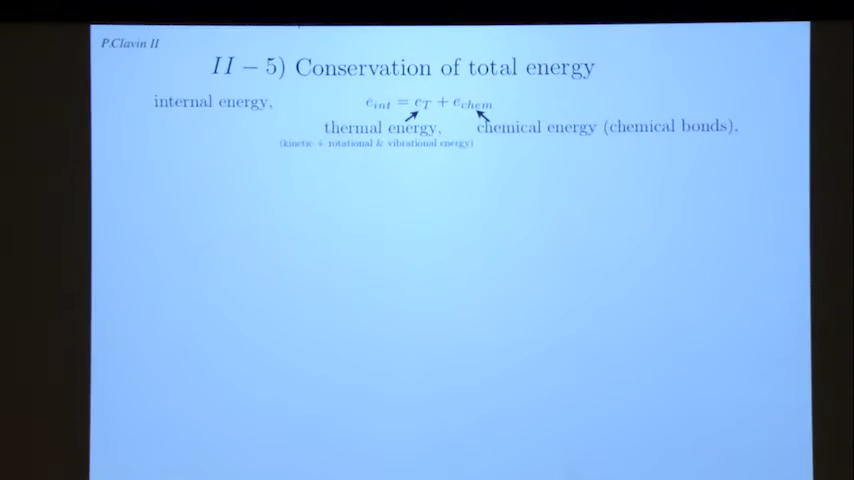 P.Clavin II
II − 5) Conservation of total energy
internal energy, e_int = e_T + e_chem
thermal energy, chemical energy (chemical bonds),
(kinetic + rotational & vibrational energy)